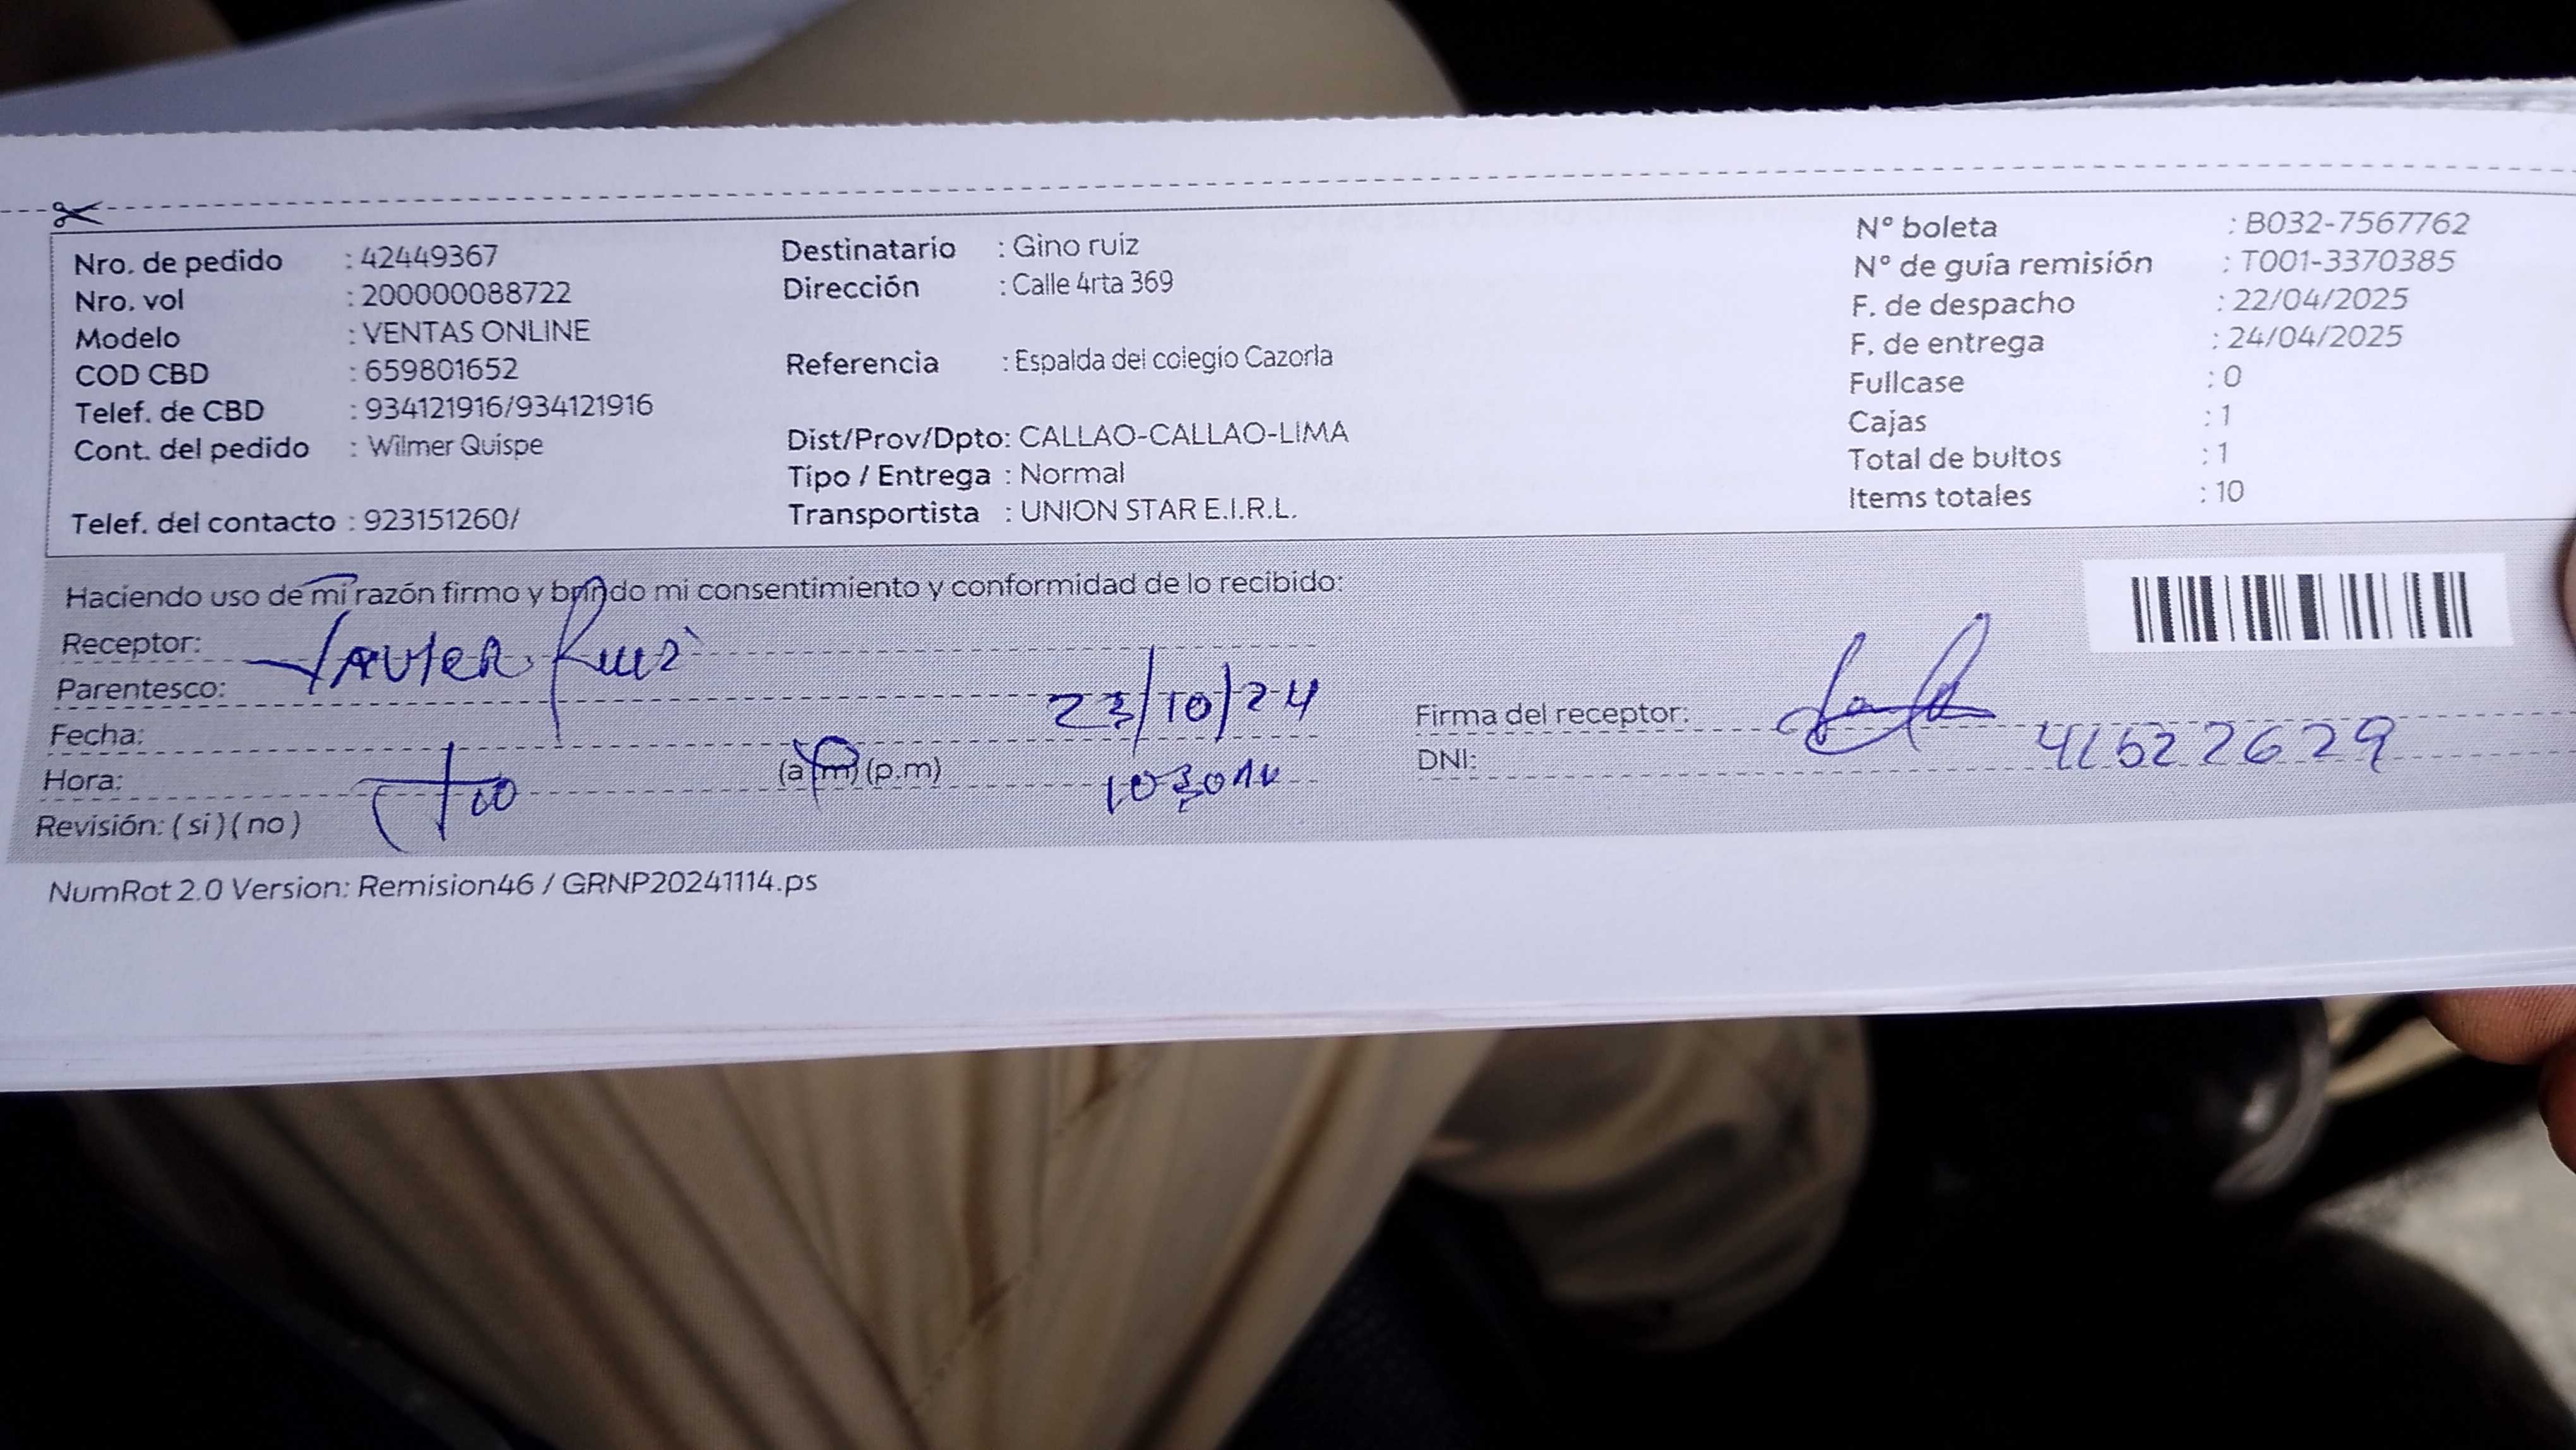 Nro. de pedido : 42449367
Nro. vol : 200000088722
Modelo : VENTAS ONLINE
COD CBD : 659801652
Telef. de CBD : 934121916/934121916
Cont. del pedido : Wilmer Quispe
Telef. del contacto : 923151260/
Destinatario : Gino ruiz
Dirección : Calle 4rta 369
Referencia : Espalda del colegio Cazorla
Dist/Prov/Dpto: CALLAO-CALLAO-LIMA
Tipo / Entrega : Normal
Transportista : UNION STAR E.I.R.L.
N° boleta : B032-7567762
N° de guía remisión : T001-3370385
F. de despacho : 22/04/2025
F. de entrega : 24/04/2025
Fullcase : 0
Cajas : 1
Total de bultos : 1
Items totales : 10
Haciendo uso de mi razón firmo y brindo mi consentimiento y conformidad de lo recibido:
Receptor: Javier Ruiz
Parentesco:
Fecha: 23/10/24
Hora: (a.m) (p.m)
Revisión: ( si ) ( no )
Firma del receptor:
DNI: 41522629
NumRot 2.0 Version: Remision46 / GRNP20241114.ps